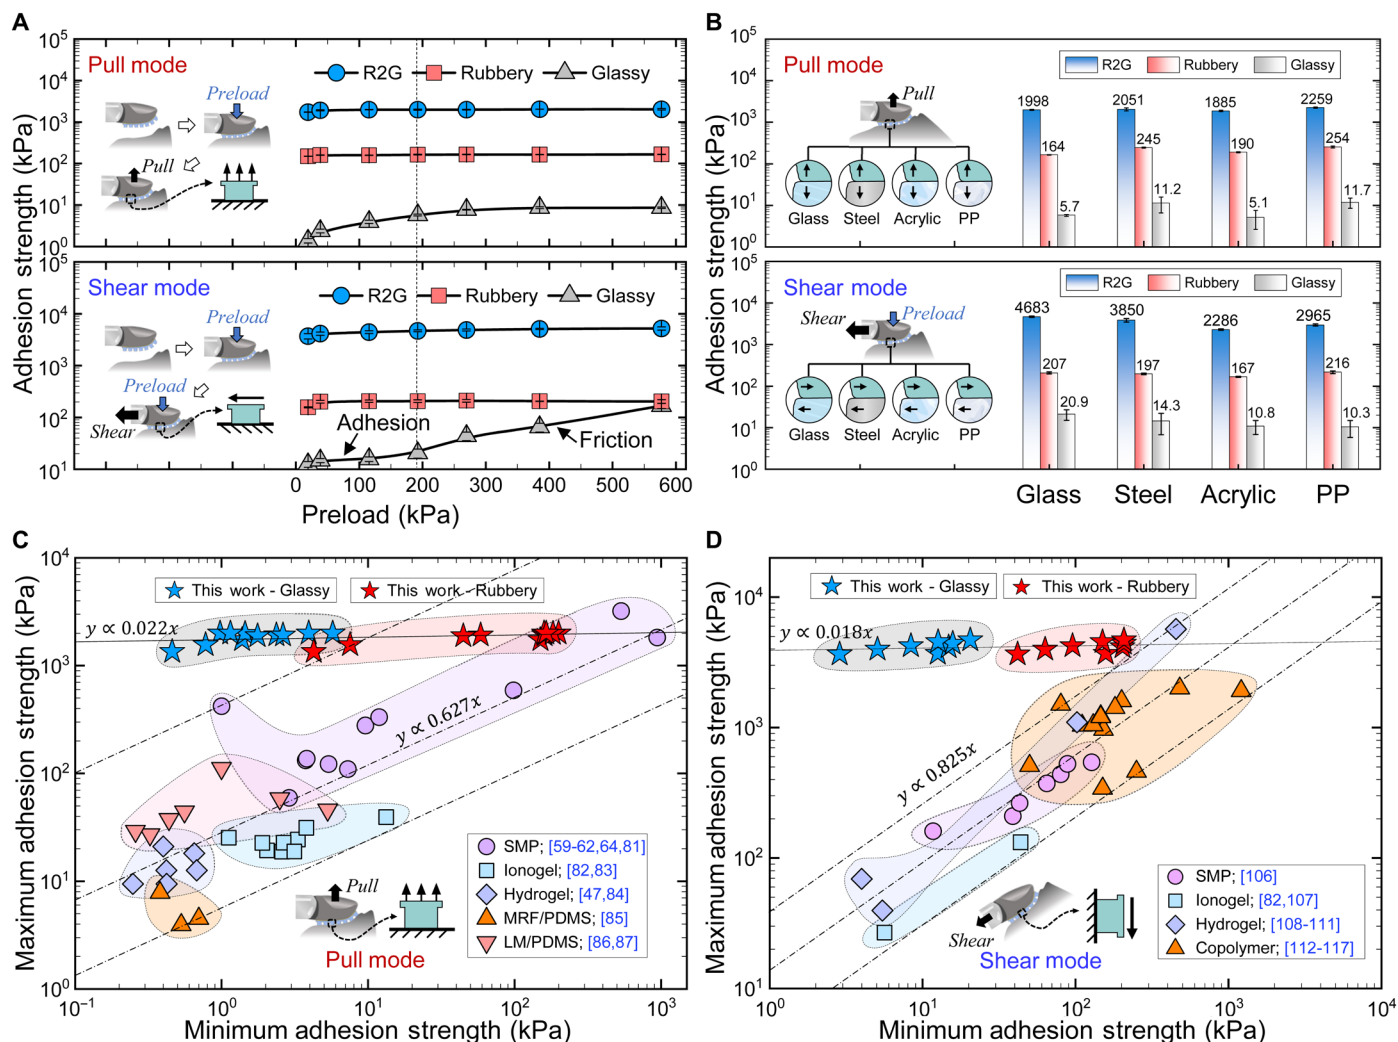 A
Pull mode
R2G
Rubbery
Glassy
Preload
Pull
10⁵
10⁴
10³
10²
10¹
10⁰
Shear mode
R2G
Rubbery
Glassy
Preload
Preload
Shear
Adhesion
Friction
10⁵
10⁴
10³
10²
10¹
Adhesion strength (kPa)
0 100 200 300 400 500 600
Preload (kPa)
B
Pull mode
R2G
Rubbery
Glassy
Pull
Glass Steel Acrylic PP
1998 164 5.7
2051 245 11.2
1885 190 5.1
2259 254 11.7
10⁵
10⁴
10³
10²
10¹
10⁰
Shear mode
R2G
Rubbery
Glassy
Shear
Preload
Glass Steel Acrylic PP
4683 207 20.9
3850 197 14.3
2286 167 10.8
2965 216 10.3
10⁵
10⁴
10³
10²
10¹
10⁰
Adhesion strength (kPa)
Glass Steel Acrylic PP
C
This work - Glassy
This work - Rubbery
y ∝ 0.022x
y ∝ 0.627x
SMP; [59-62,64,81]
Ionogel; [82,83]
Hydrogel; [47,84]
MRF/PDMS; [85]
LM/PDMS; [86,87]
Pull
Pull mode
10⁴
10³
10²
10¹
10⁰
Maximum adhesion strength (kPa)
10⁻¹ 10⁰ 10¹ 10² 10³
Minimum adhesion strength (kPa)
D
This work - Glassy
This work - Rubbery
y ∝ 0.018x
y ∝ 0.825x
SMP; [106]
Ionogel; [82,107]
Hydrogel; [108-111]
Copolymer; [112-117]
Shear
Shear mode
10⁴
10³
10²
10¹
Maximum adhesion strength (kPa)
10⁰ 10¹ 10² 10³ 10⁴
Minimum adhesion strength (kPa)